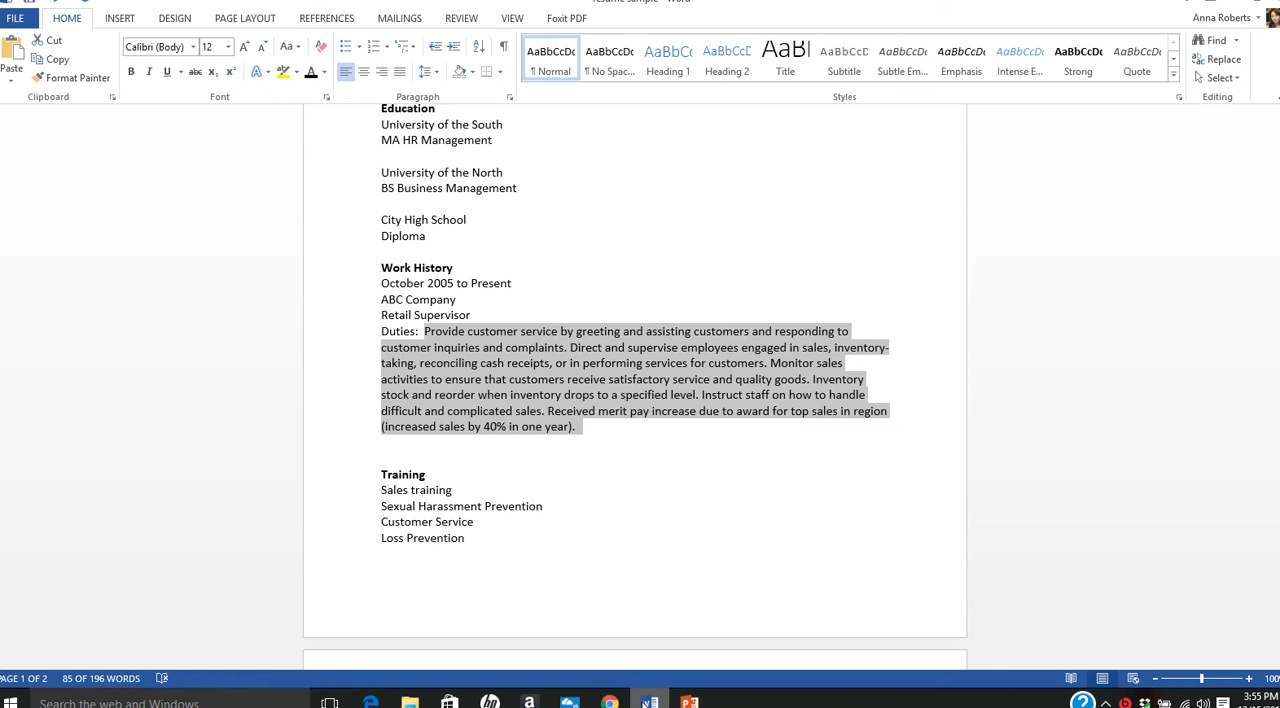 resume sample - Word
FILE HOME INSERT DESIGN PAGE LAYOUT REFERENCES MAILINGS REVIEW VIEW Foxit PDF Anna Roberts
Paste Cut Copy Format Painter
Calibri (Body) 12
AaBbCcDc AaBbCcDc AaBbCc AaBbCcD AaBl AaBbCcD AaBbCcDc AaBbCcDc AaBbCcDc AaBbCcDc AaBbCcDc
¶ Normal ¶ No Spac... Heading 1 Heading 2 Title Subtitle Subtle Em... Emphasis Intense E... Strong Quote
Find Replace Select
Clipboard Font Paragraph Styles Editing
Education
University of the South
MA HR Management
University of the North
BS Business Management
City High School
Diploma
Work History
October 2005 to Present
ABC Company
Retail Supervisor
Duties: Provide customer service by greeting and assisting customers and responding to
customer inquiries and complaints. Direct and supervise employees engaged in sales, inventory-
taking, reconciling cash receipts, or in performing services for customers. Monitor sales
activities to ensure that customers receive satisfactory service and quality goods. Inventory
stock and reorder when inventory drops to a specified level. Instruct staff on how to handle
difficult and complicated sales. Received merit pay increase due to award for top sales in region
(increased sales by 40% in one year).
Training
Sales training
Sexual Harassment Prevention
Customer Service
Loss Prevention
PAGE 1 OF 2 85 OF 196 WORDS 100
Search the web and Windows 3:55 PM